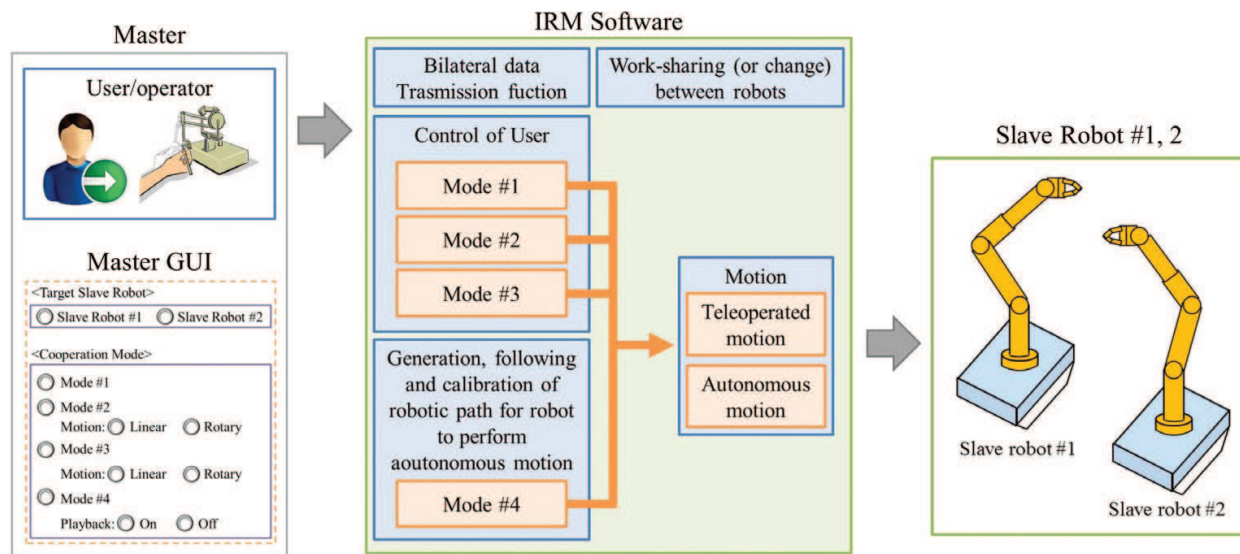 Master
User/operator
Master GUI
<Target Slave Robot>
Slave Robot #1 Slave Robot #2
<Cooperation Mode>
Mode #1
Mode #2
Motion: Linear Rotary
Mode #3
Motion: Linear Rotary
Mode #4
Playback: On Off
IRM Software
Bilateral data
Trasmission fuction
Work-sharing (or change)
between robots
Control of User
Mode #1
Mode #2
Mode #3
Generation, following
and calibration of
robotic path for robot
to perform
aoutonomous motion
Mode #4
Motion
Teleoperated
motion
Autonomous
motion
Slave Robot #1, 2
Slave robot #1
Slave robot #2